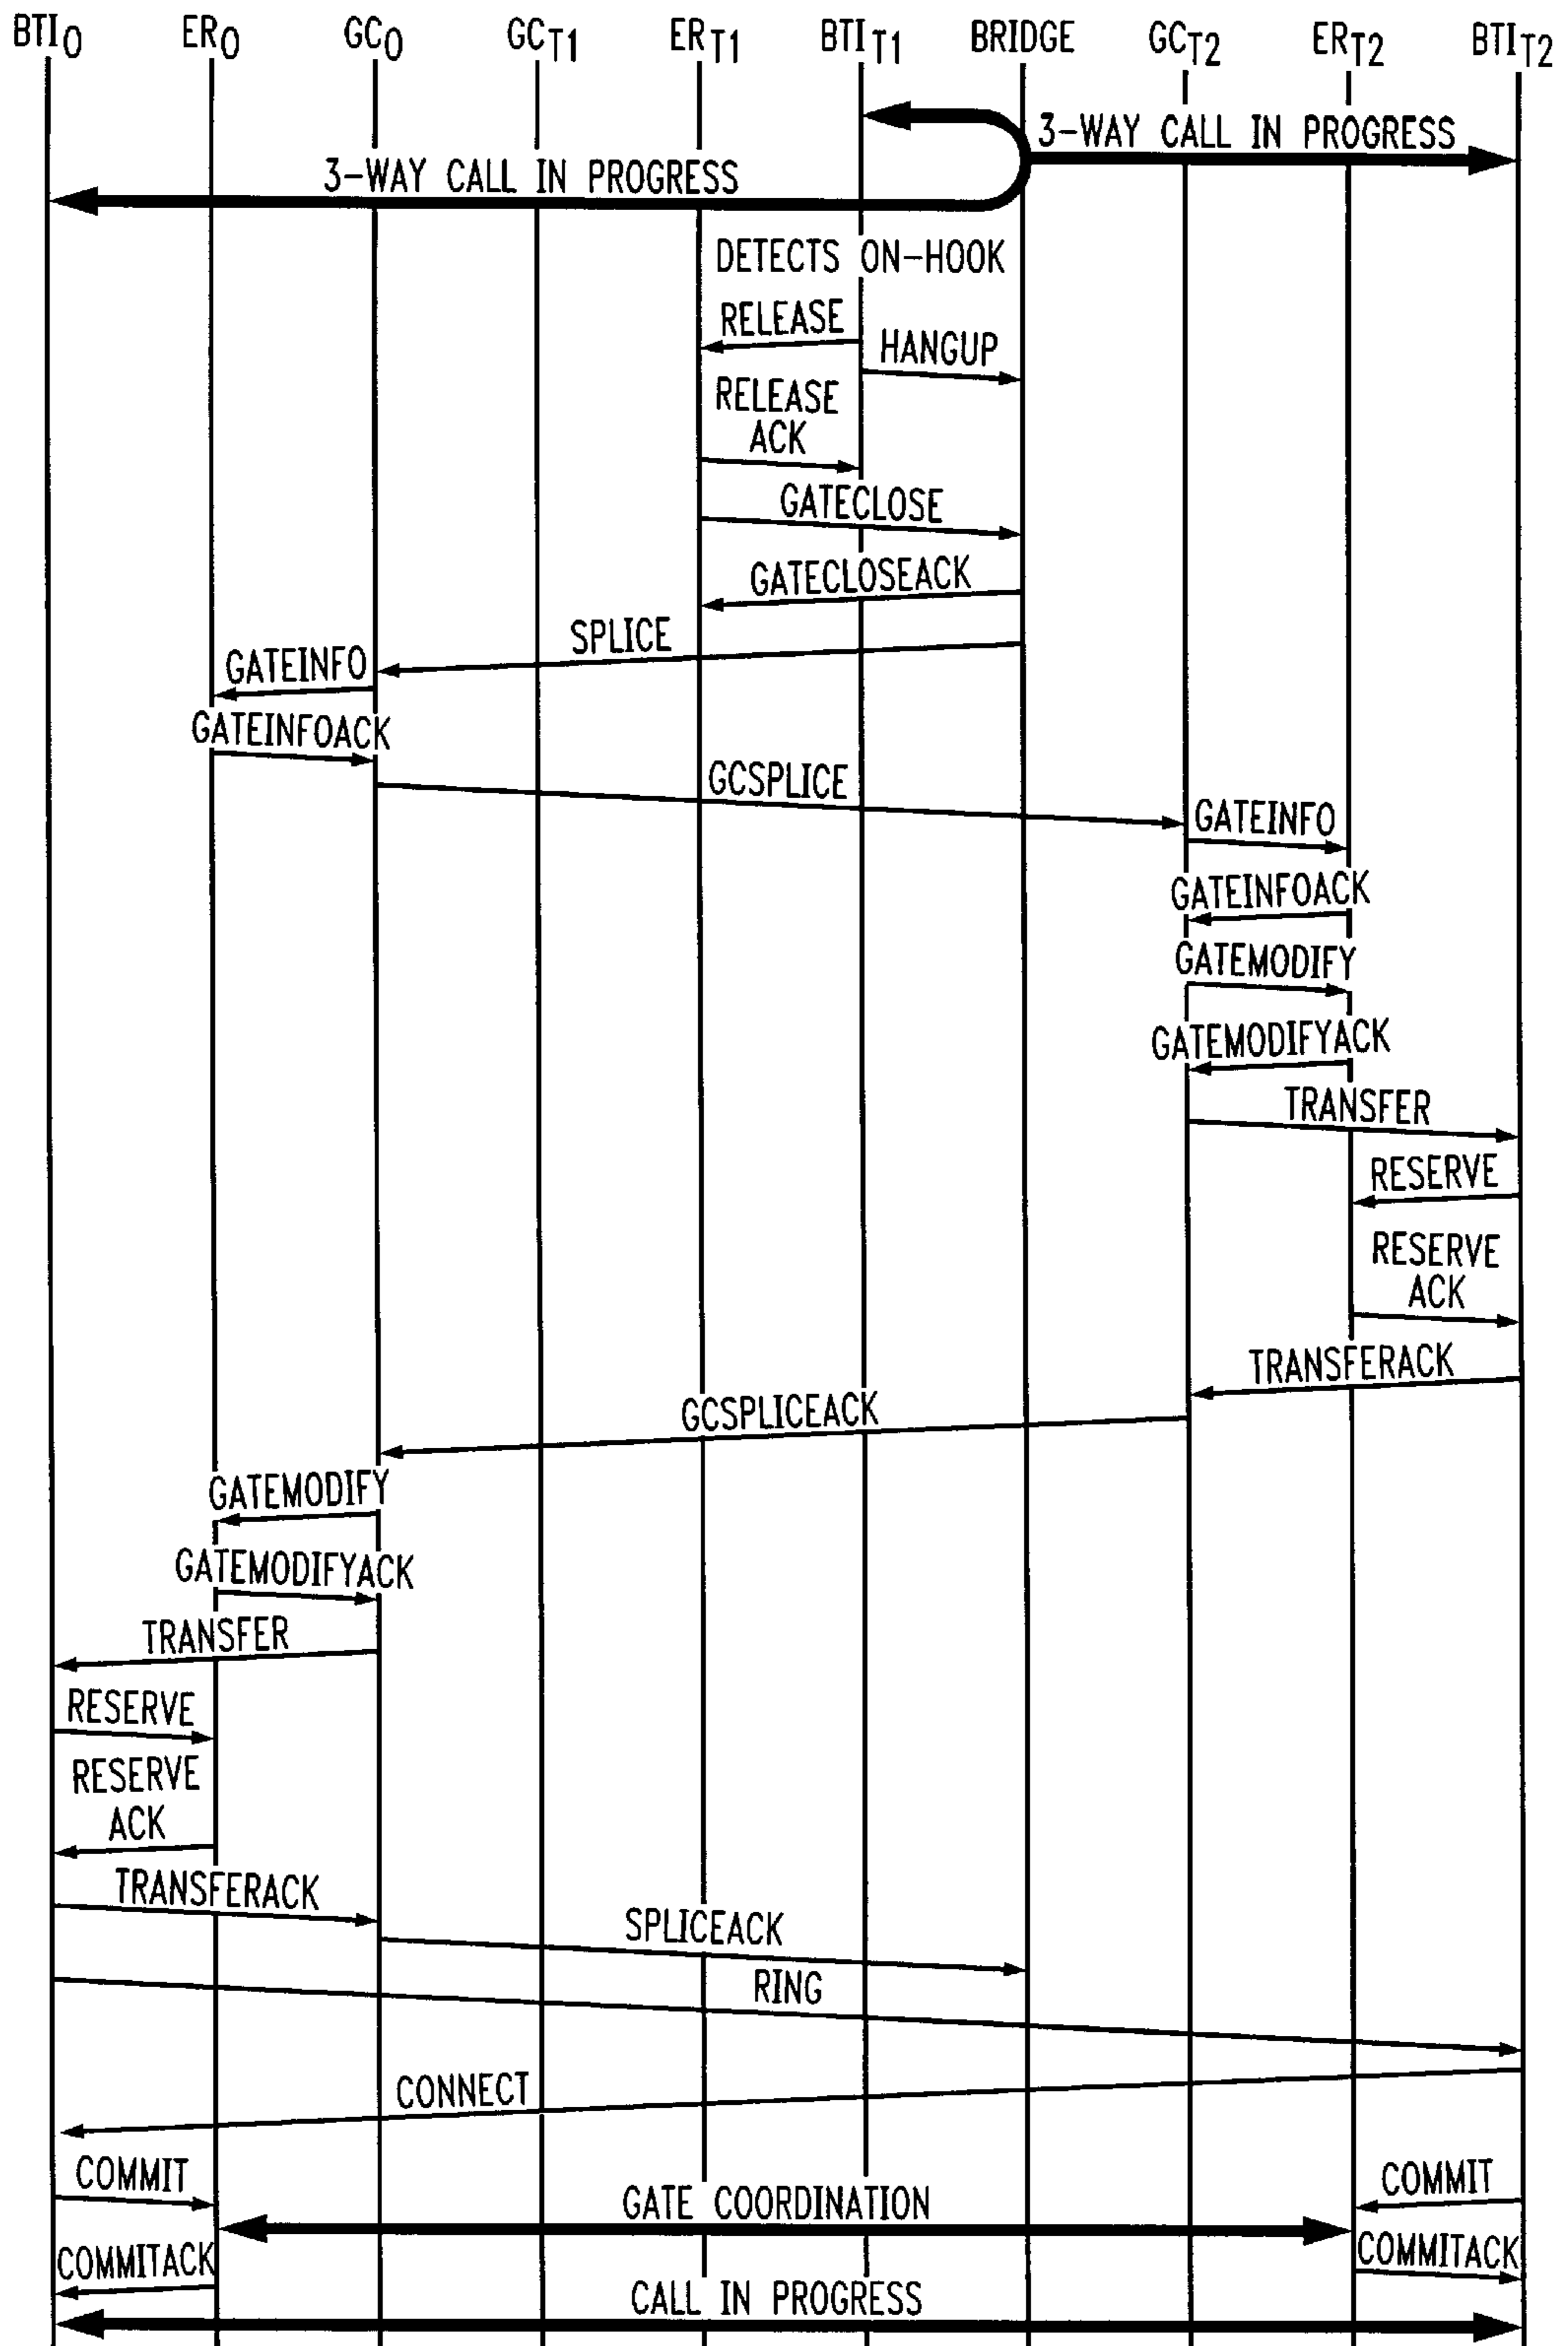 BTI0 ER0 GC0 GCT1 ERT1 BTIT1 BRIDGE GCT2 ERT2 BTIT2
3-WAY CALL IN PROGRESS
3-WAY CALL IN PROGRESS
DETECTS ON-HOOK
RELEASE
HANGUP
RELEASE
ACK
GATECLOSE
GATECLOSEACK
SPLICE
GATEINFO
GATEINFOACK
GCSPLICE
GATEINFO
GATEINFOACK
GATEMODIFY
GATEMODIFYACK
TRANSFER
RESERVE
RESERVE
ACK
TRANSFERACK
GCSPLICEACK
GATEMODIFY
GATEMODIFYACK
TRANSFER
RESERVE
RESERVE
ACK
TRANSFERACK
SPLICEACK
RING
CONNECT
COMMIT
COMMIT
GATE COORDINATION
COMMITACK
COMMITACK
CALL IN PROGRESS